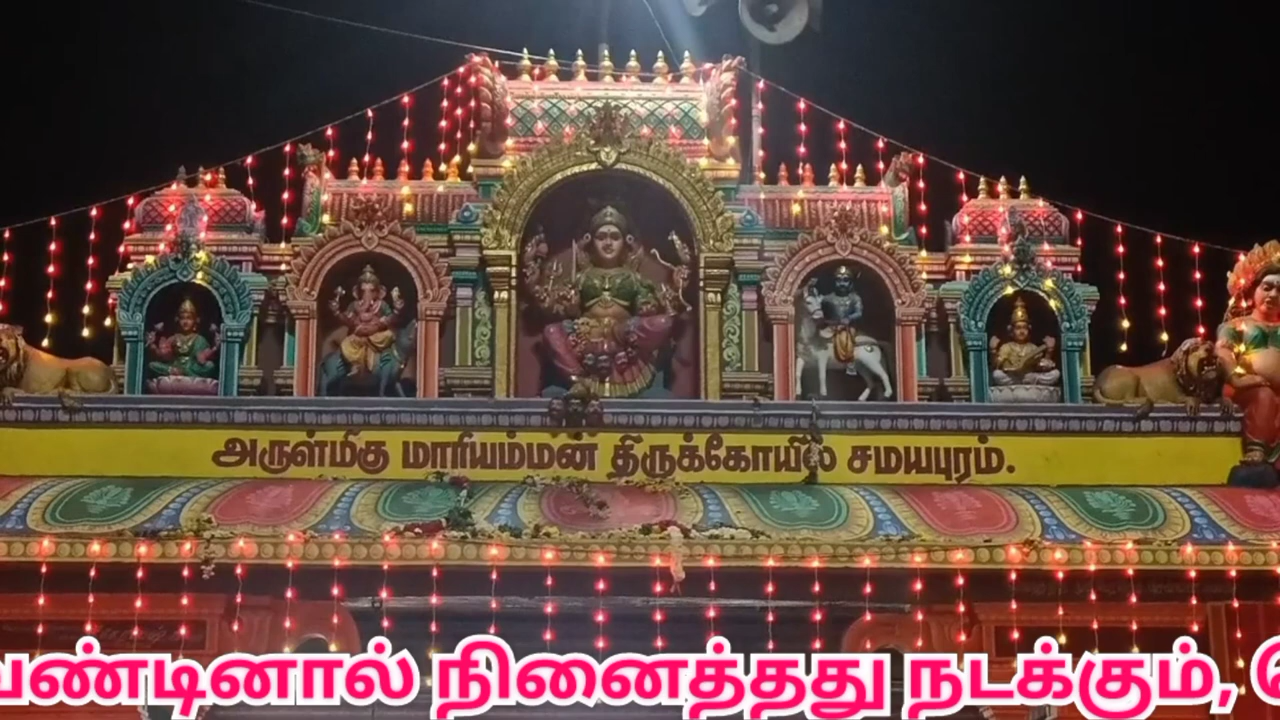 அருள்மிகு மாரியம்மன் திருக்கோயில் சமயபுரம்.
நினைத்தது நடக்கும்,